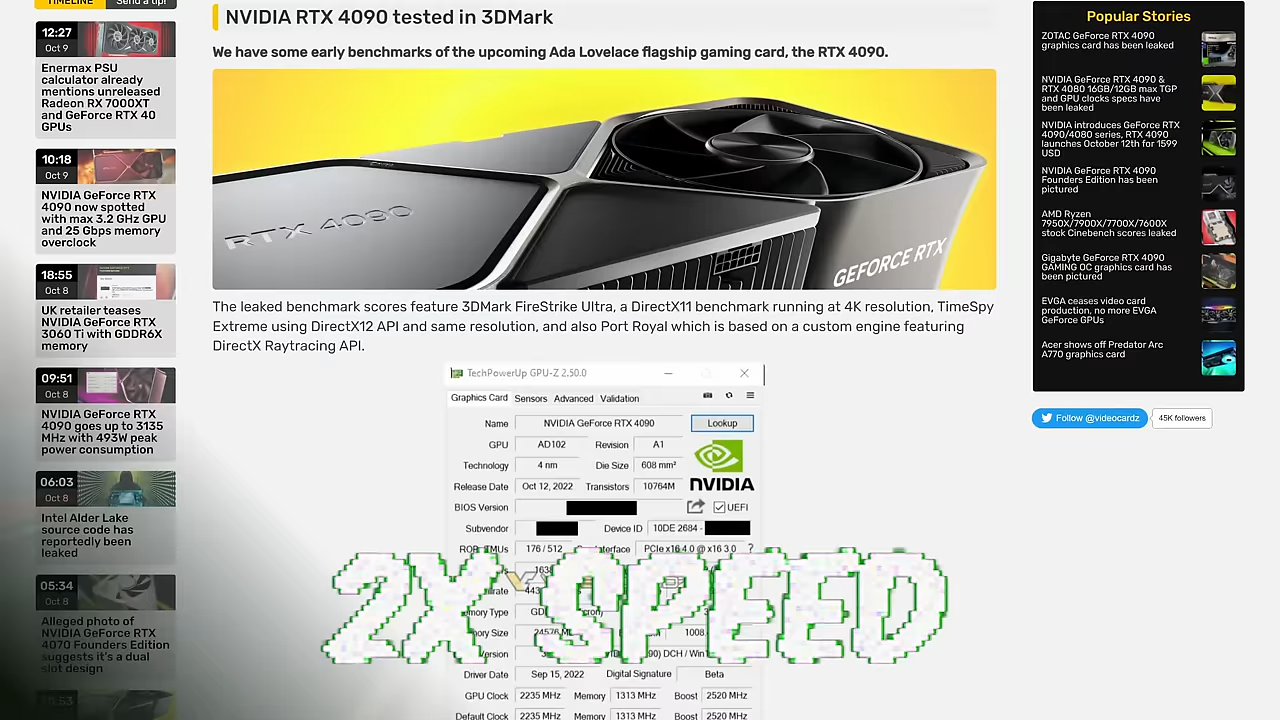 TIMELINE Send a tip!
12:27
Oct 9
Enermax PSU
calculator already
mentions unreleased
Radeon RX 7000XT
and GeForce RTX 40
GPUs
10:18
Oct 9
NVIDIA GeForce RTX
4090 now spotted
with max 3.2 GHz GPU
and 25 Gbps memory
overclock
18:55
Oct 8
UK retailer teases
NVIDIA GeForce RTX
3060 Ti with GDDR6X
memory
09:51
Oct 8
NVIDIA GeForce RTX
4090 goes up to 3135
MHz with 493W peak
power consumption
06:03
Oct 8
Intel Alder Lake
source code has
reportedly been
leaked
05:34
Oct 8
Alleged photo of
NVIDIA GeForce RTX
4070 Founders Edition
suggests it's a dual
slot design
NVIDIA RTX 4090 tested in 3DMark
We have some early benchmarks of the upcoming Ada Lovelace flagship gaming card, the RTX 4090.
RTX 4090
GEFORCE RTX
The leaked benchmark scores feature 3DMark FireStrike Ultra, a DirectX11 benchmark running at 4K resolution, TimeSpy
Extreme using DirectX12 API and same resolution, and also Port Royal which is based on a custom engine featuring
DirectX Raytracing API.
TechPowerUp GPU-Z 2.50.0
Graphics Card Sensors Advanced Validation
Name NVIDIA GeForce RTX 4090 Lookup
GPU AD102 Revision A1
Technology 4 nm Die Size 608 mm²
Release Date Oct 12, 2022 Transistors 10764M
NVIDIA
BIOS Version UEFI
Subvendor Device ID 10DE 2684 -
176 / 512 PCIe x16 4.0 @ x16 3.0 ?
2X SPEED
Driver Date Sep 15, 2022 Digital Signature Beta
GPU Clock 2235 MHz Memory 1313 MHz Boost 2520 MHz
Default Clock 2235 MHz Memory 1313 MHz Boost 2520 MHz
Popular Stories
ZOTAC GeForce RTX 4090
graphics card has been leaked
NVIDIA GeForce RTX 4090 &
RTX 4080 16GB/12GB max TGP
and GPU clocks specs have
been leaked
NVIDIA introduces GeForce RTX
4090/4080 series, RTX 4090
launches October 12th for 1599
USD
NVIDIA GeForce RTX 4090
Founders Edition has been
pictured
AMD Ryzen
7950X/7900X/7700X/7600X
stock Cinebench scores leaked
Gigabyte GeForce RTX 4090
GAMING OC graphics card has
been pictured
EVGA ceases video card
production, no more EVGA
GeForce GPUs
Acer shows off Predator Arc
A770 graphics card
Follow @videocardz 45K followers